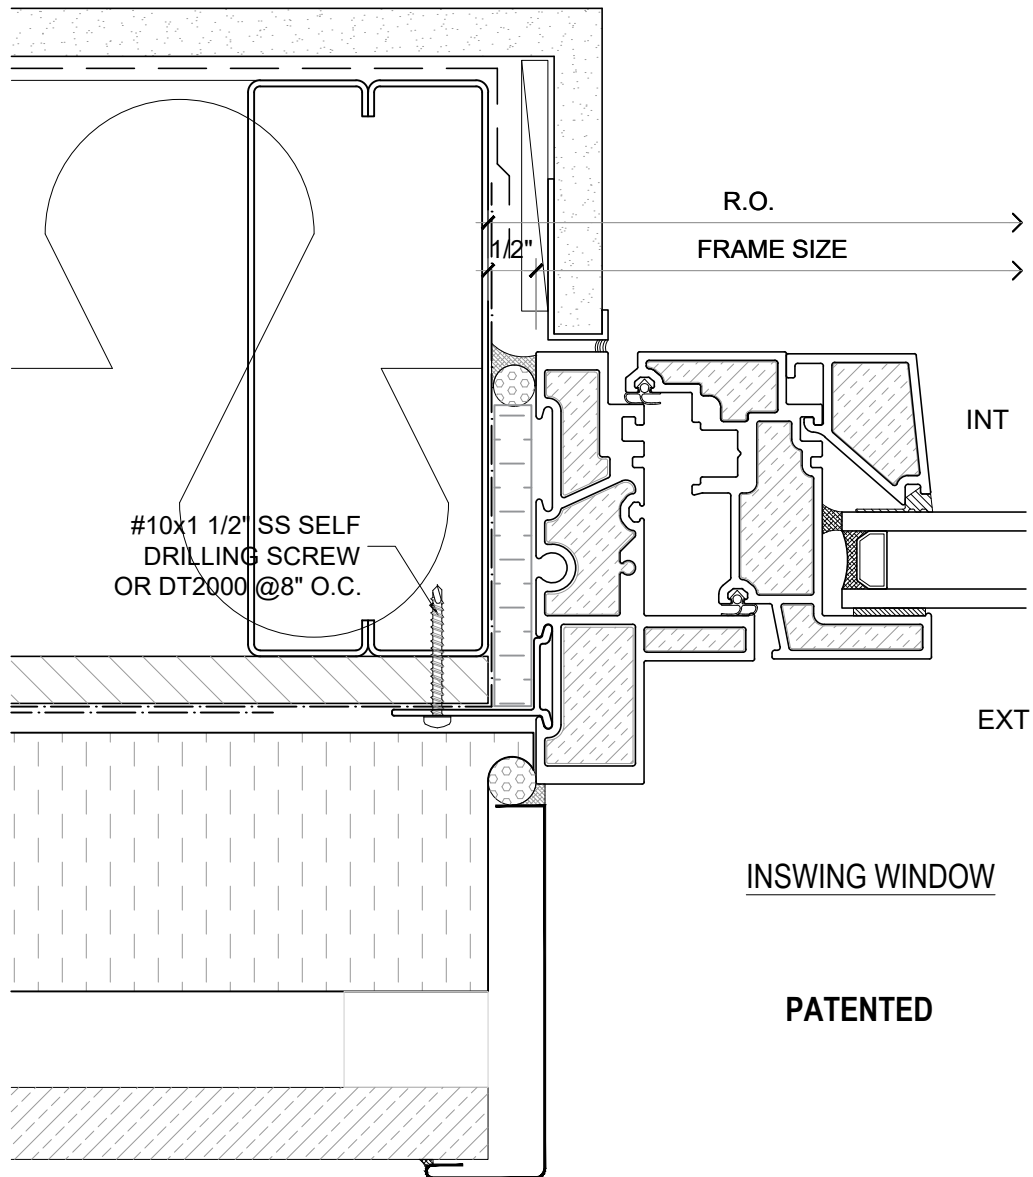 R.O.
1/2"
FRAME SIZE
INT
#10x1 1/2" SS SELF
DRILLING SCREW
OR DT2000 @8" O.C.
EXT
INSWING WINDOW
PATENTED